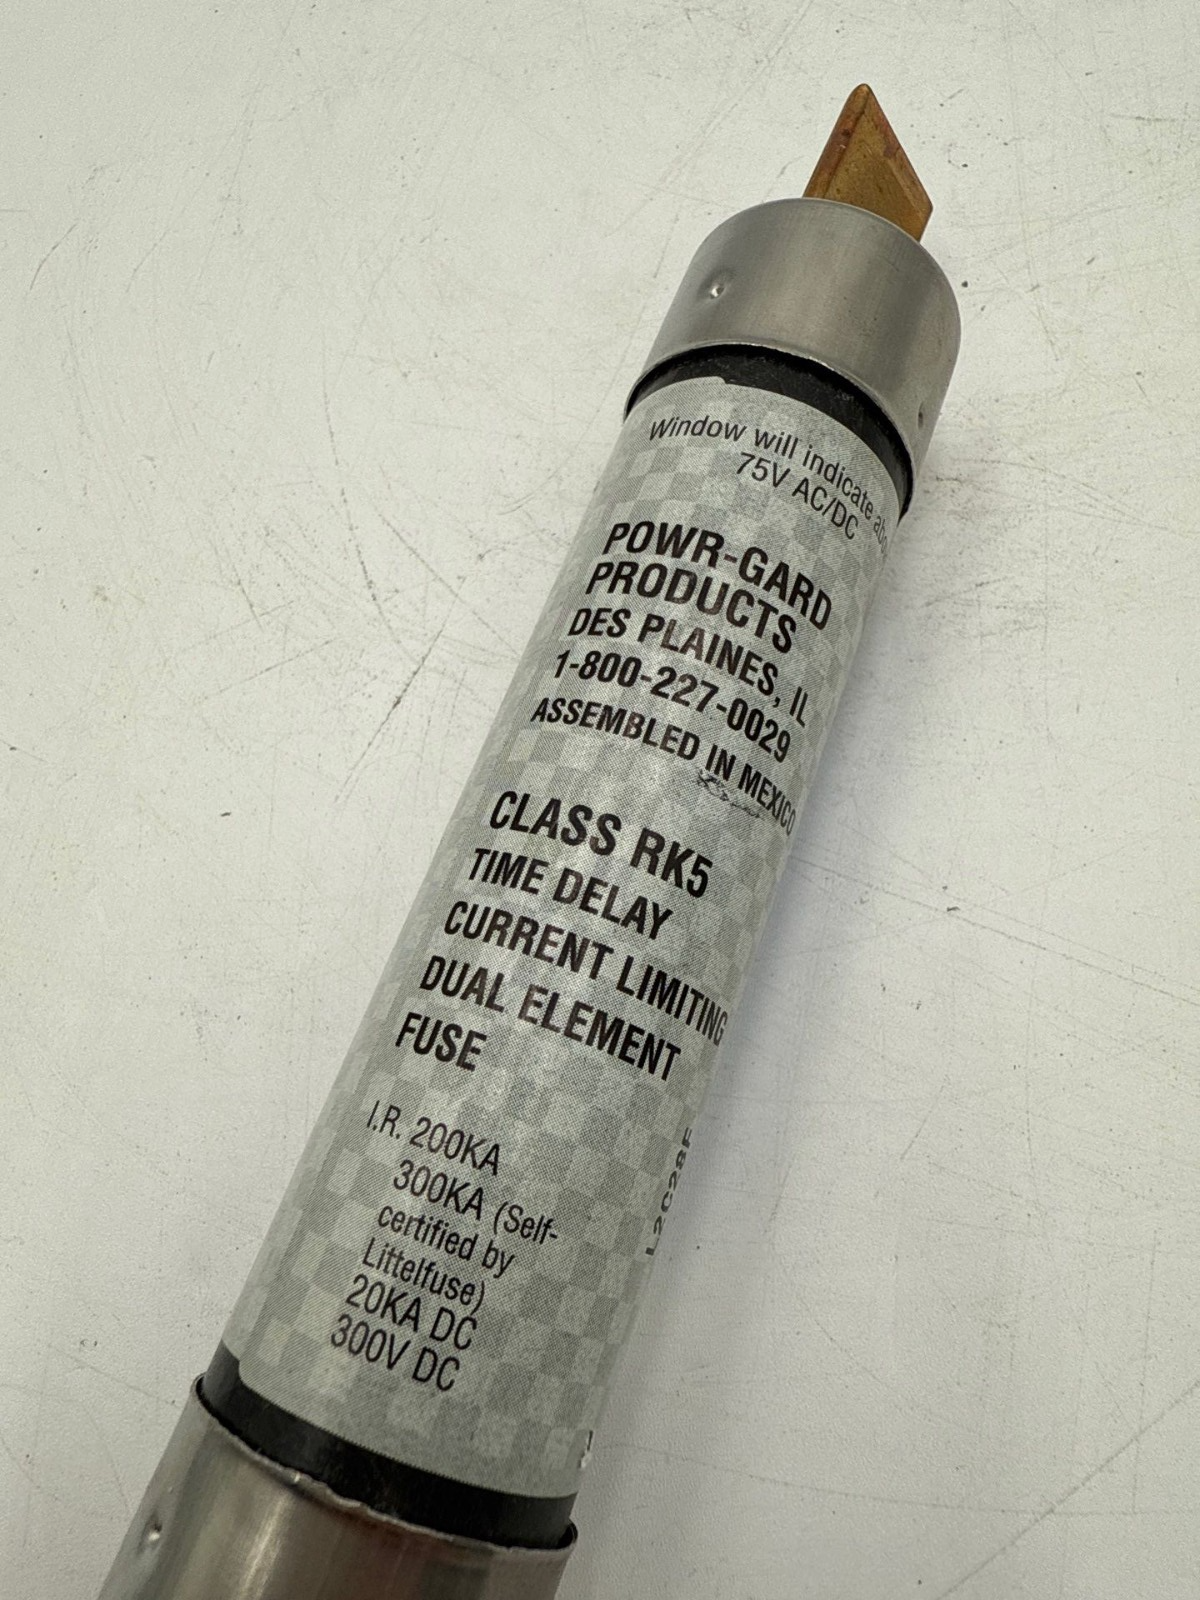 Window will indicate
75V AC/DC
POWR-GARD
PRODUCTS
DES PLAINES, IL
1-800-227-0029
ASSEMBLED IN MEXICO
CLASS RK5
TIME DELAY
CURRENT LIMITING
DUAL ELEMENT
FUSE
I.R. 200KA
300KA (Self-
certified by
Littelfuse)
20KA DC
300V DC